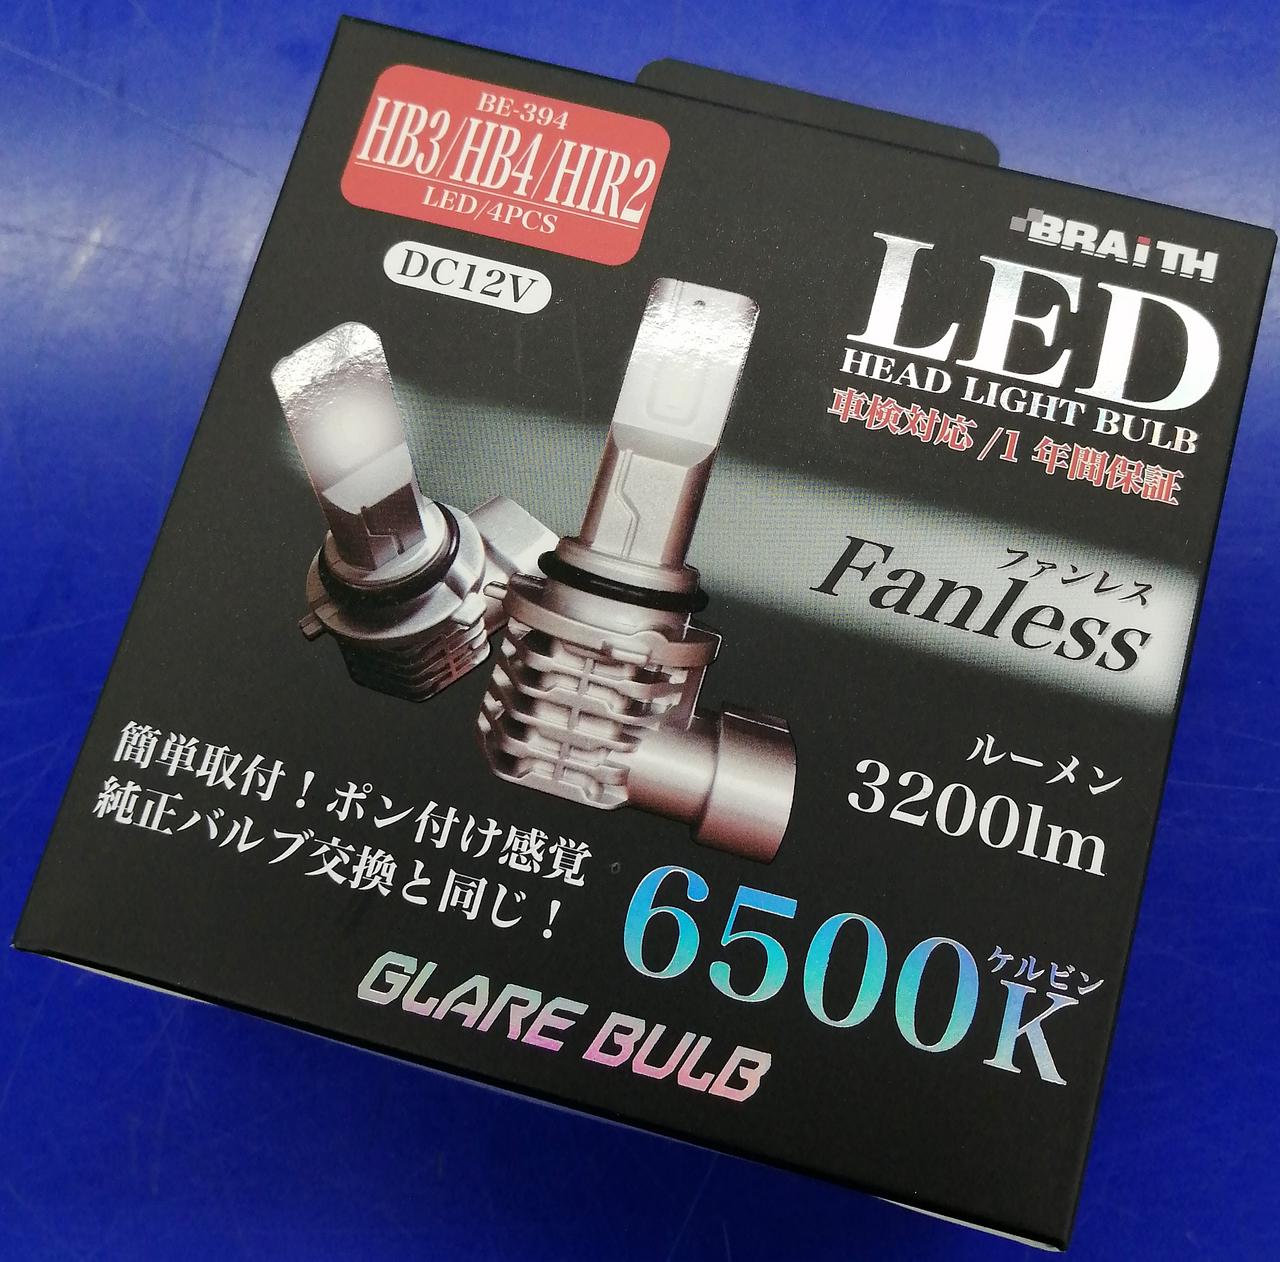 BE-394
HB3/HB4/HIR2
LED/4PCS
DC12V
BRAiTH
LED
HEAD LIGHT BULB
車検対応/1年間保証
ファンレス
Fanless
ルーメン
3200lm
簡単取付！ポン付け感覚
純正バルブ交換と同じ！
ケルビン
6500K
GLARE BULB